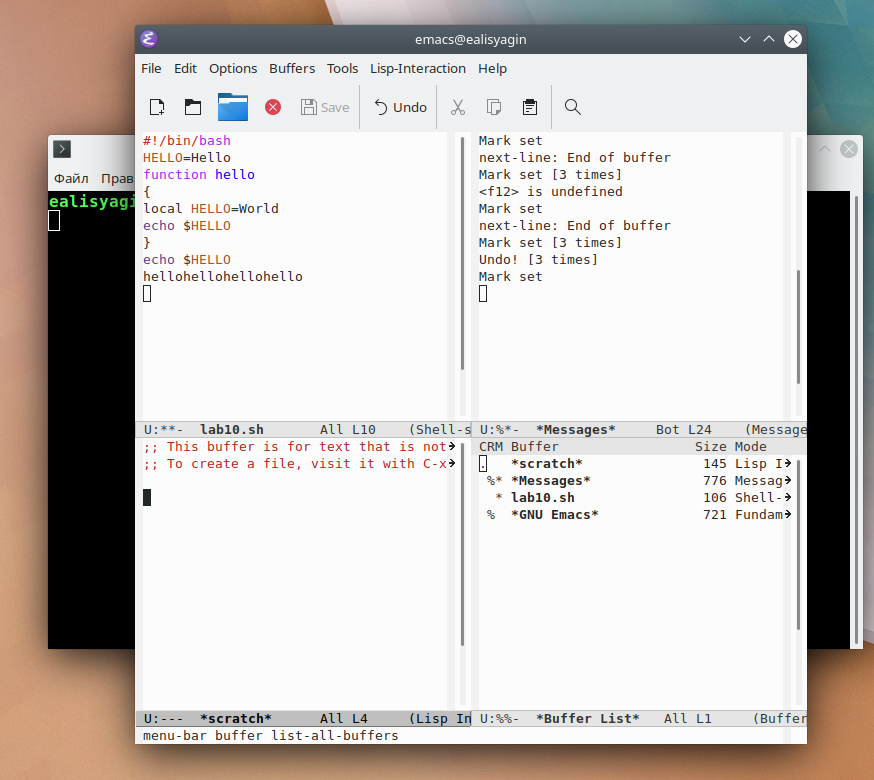 emacs@ealisyagin
File Edit Options Buffers Tools Lisp-Interaction Help
Save Undo
Файл Прав
ealisyagi
#!/bin/bash
HELLO=Hello
function hello
{
local HELLO=World
echo $HELLO
}
echo $HELLO
hellohellohellohello
U:**- lab10.sh All L10 (Shell-s
Mark set
next-line: End of buffer
Mark set [3 times]
<f12> is undefined
Mark set
next-line: End of buffer
Mark set [3 times]
Undo! [3 times]
Mark set
U:%*- *Messages* Bot L24 (Message
;; This buffer is for text that is not
;; To create a file, visit it with C-x
U:--- *scratch* All L4 (Lisp In
CRM Buffer Size Mode
. *scratch* 145 Lisp I
%* *Messages* 776 Messag
* lab10.sh 106 Shell-
% *GNU Emacs* 721 Fundam
U:%%- *Buffer List* All L1 (Buffer
menu-bar buffer list-all-buffers